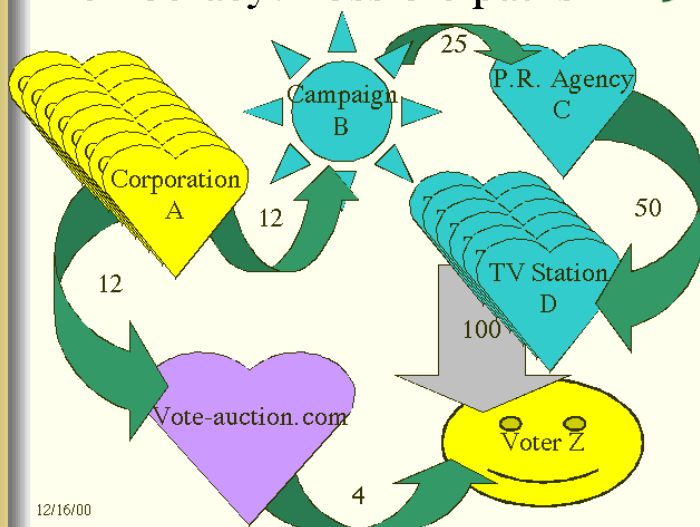 25
P.R. Agency
C
Campaign
B
Corporation
A
12
50
TV Station
D
12
100
Vote-auction.com
Voter Z
4
12/16/00